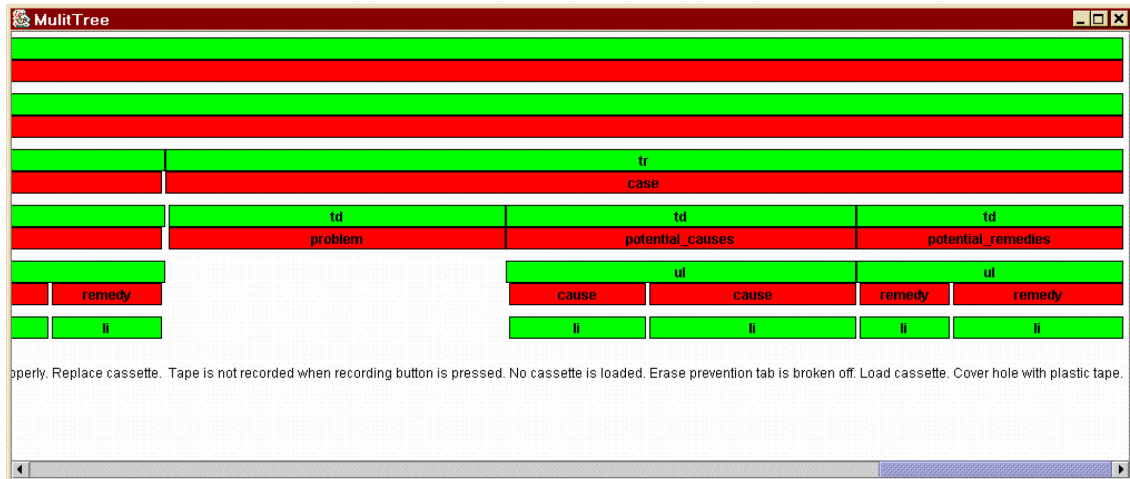 MulitTree
tr
case
td td td
problem potential_causes potential_remedies
ul ul
remedy cause cause remedy remedy
li li li li li
operly. Replace cassette. Tape is not recorded when recording button is pressed. No cassette is loaded. Erase prevention tab is broken off. Load cassette. Cover hole with plastic tape.